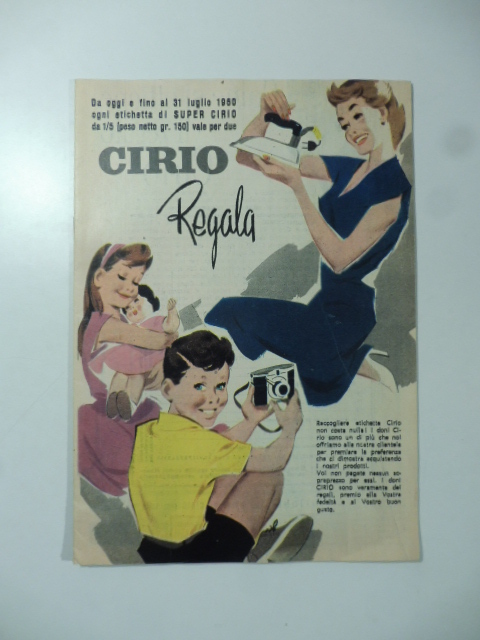 Da oggi e fino al 31 luglio 1960
ogni etichetta di SUPER CIRIO
da 1/5 (peso netto gr. 150) vale per due
CIRIO
Regala
Raccogliere etichette Cirio
non costa nulla! I doni Ci-
rio sono un di più che noi
offriamo alla nostra clientela
per premiare la preferenza
che ci dimostra acquistando
i nostri prodotti.
Voi non pagate nessun so-
prapprezzo per essi. I doni
CIRIO sono veramente dei
regali, premio alla Vostra
fedeltà e al Vostro buon
gusto.